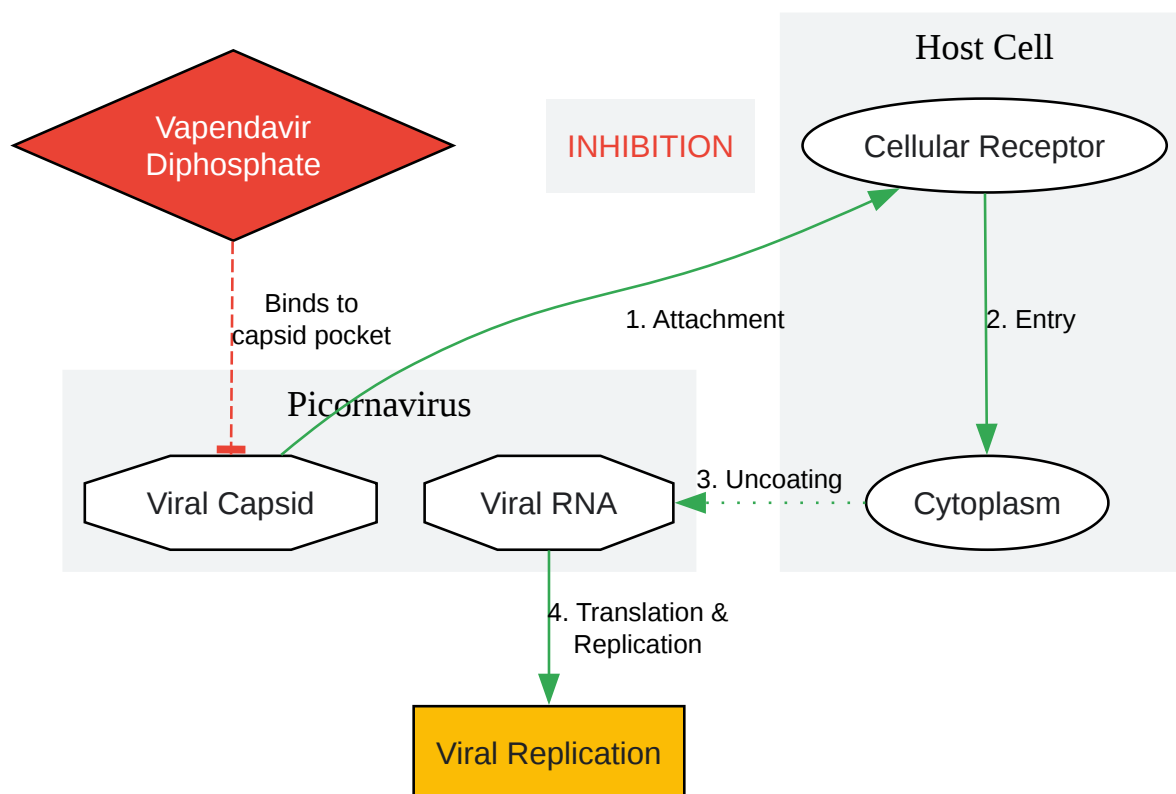 Host Cell
Vapendavir
Diphosphate
INHIBITION
Cellular Receptor
Binds to
capsid pocket
1. Attachment
2. Entry
Picornavirus
Viral Capsid
Viral RNA
3. Uncoating
Cytoplasm
4. Translation &
Replication
Viral Replication